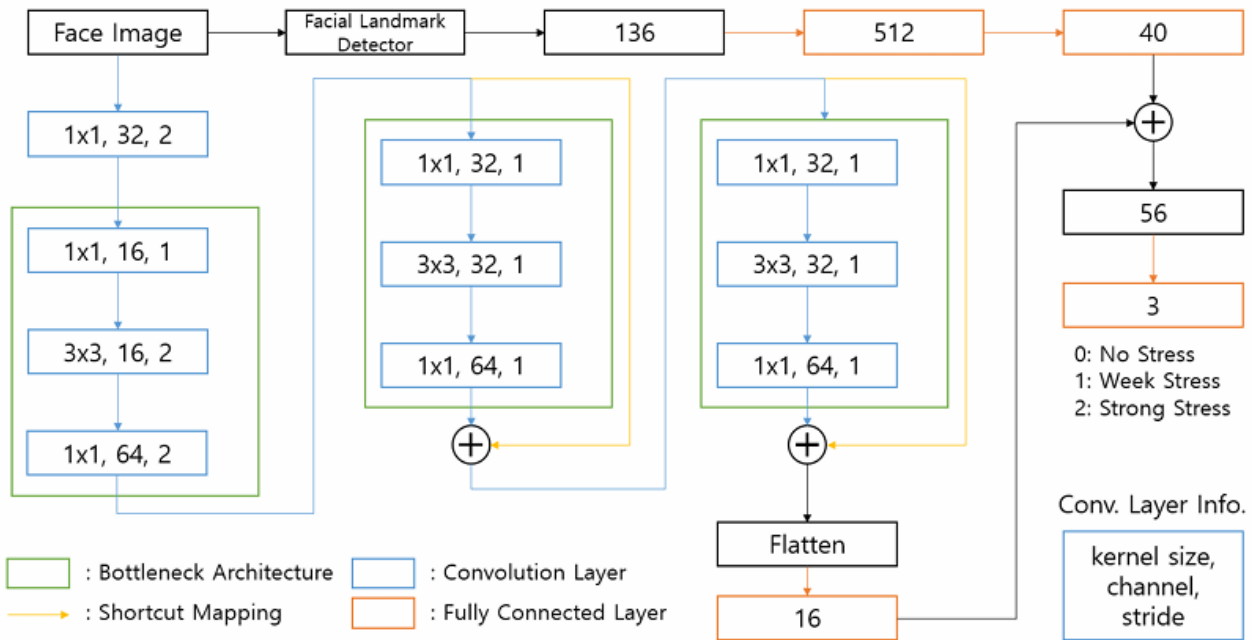 Face Image
Facial Landmark
Detector
136
512
40
1x1, 32, 2
1x1, 16, 1
3x3, 16, 2
1x1, 64, 2
1x1, 32, 1
3x3, 32, 1
1x1, 64, 1
1x1, 32, 1
3x3, 32, 1
1x1, 64, 1
Flatten
16
56
3
0: No Stress
1: Week Stress
2: Strong Stress
Conv. Layer Info.
kernel size,
channel,
stride
: Bottleneck Architecture
: Convolution Layer
: Shortcut Mapping
: Fully Connected Layer